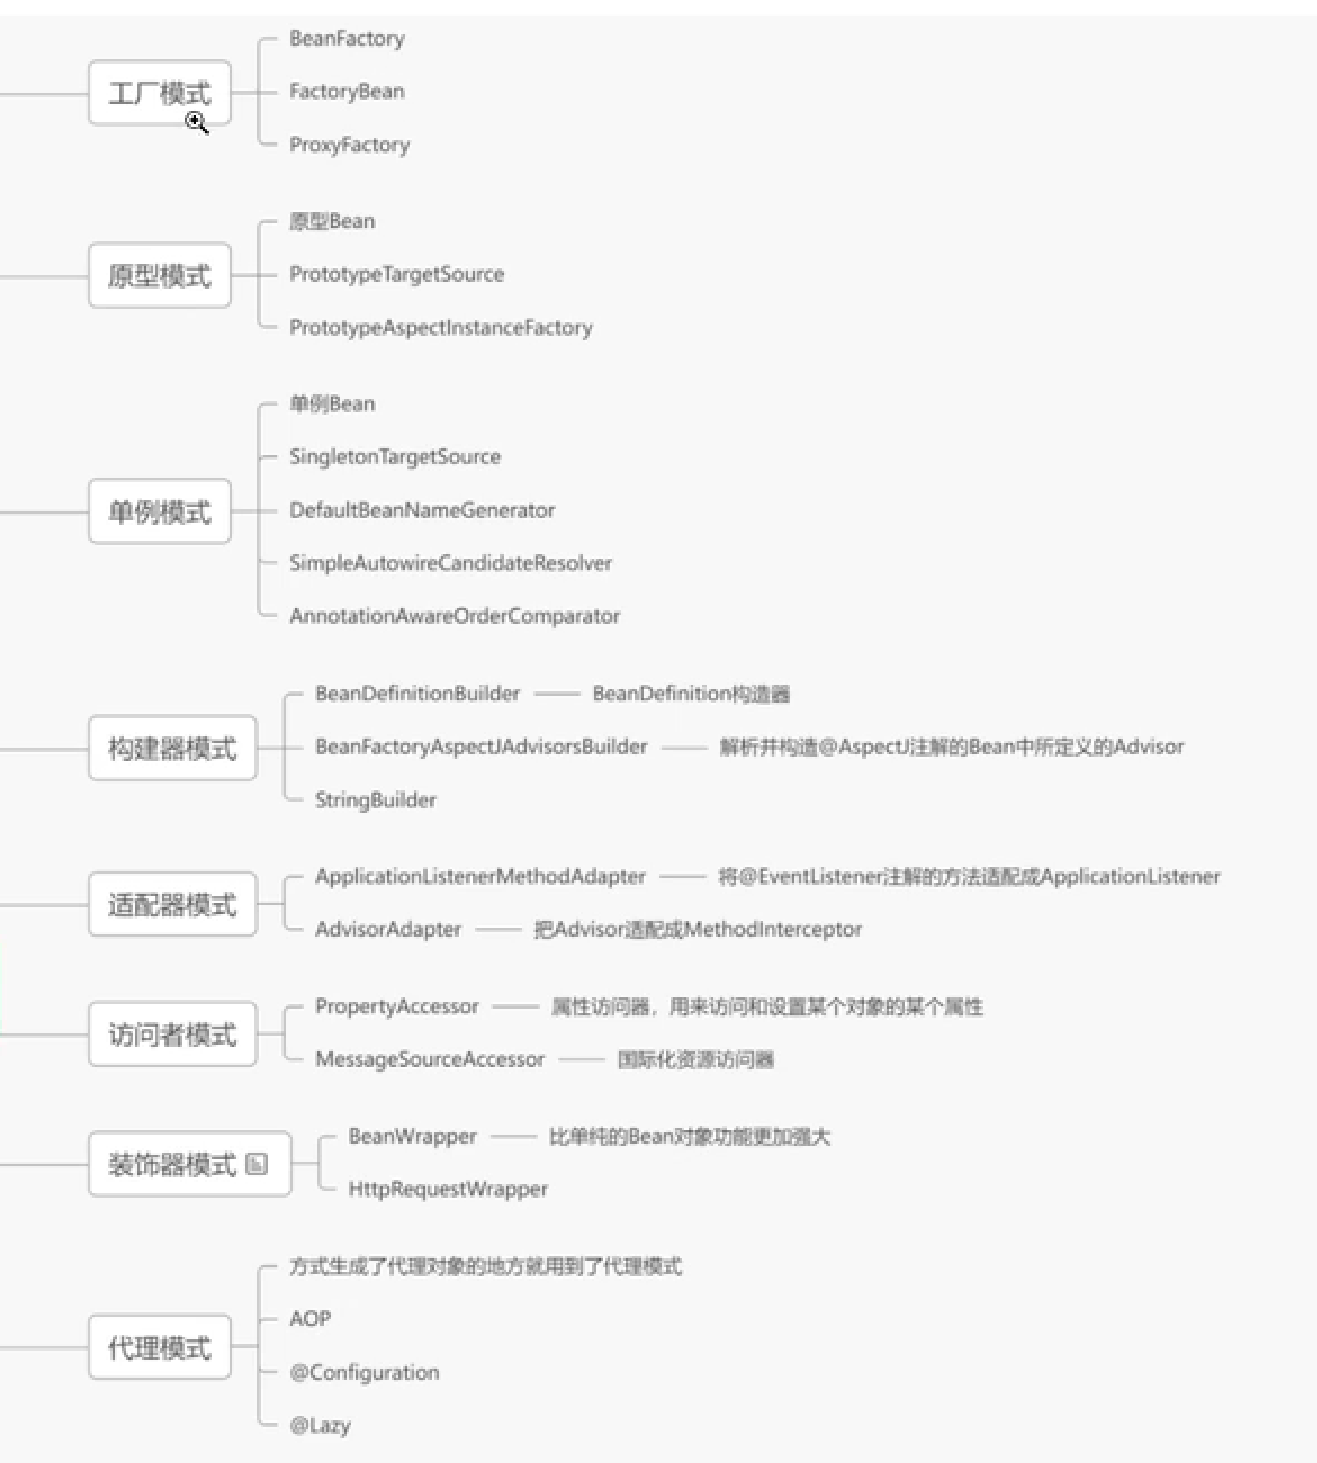 工厂模式
BeanFactory
FactoryBean
ProxyFactory
原型模式
原型Bean
PrototypeTargetSource
PrototypeAspectInstanceFactory
单例模式
单例Bean
SingletonTargetSource
DefaultBeanNameGenerator
SimpleAutowireCandidateResolver
AnnotationAwareOrderComparator
构建器模式
BeanDefinitionBuilder BeanDefinition构造器
BeanFactoryAspectJAdvisorsBuilder 解析并构造@AspectJ注解的Bean中所定义的Advisor
StringBuilder
适配器模式
ApplicationListenerMethodAdapter 将@EventListener注解的方法适配成ApplicationListener
AdvisorAdapter 把Advisor适配成MethodInterceptor
访问者模式
PropertyAccessor 属性访问器，用来访问和设置某个对象的某个属性
MessageSourceAccessor 国际化资源访问器
装饰器模式
BeanWrapper 比单纯的Bean对象功能更加强大
HttpRequestWrapper
代理模式
方式生成了代理对象的地方就用到了代理模式
AOP
@Configuration
@Lazy